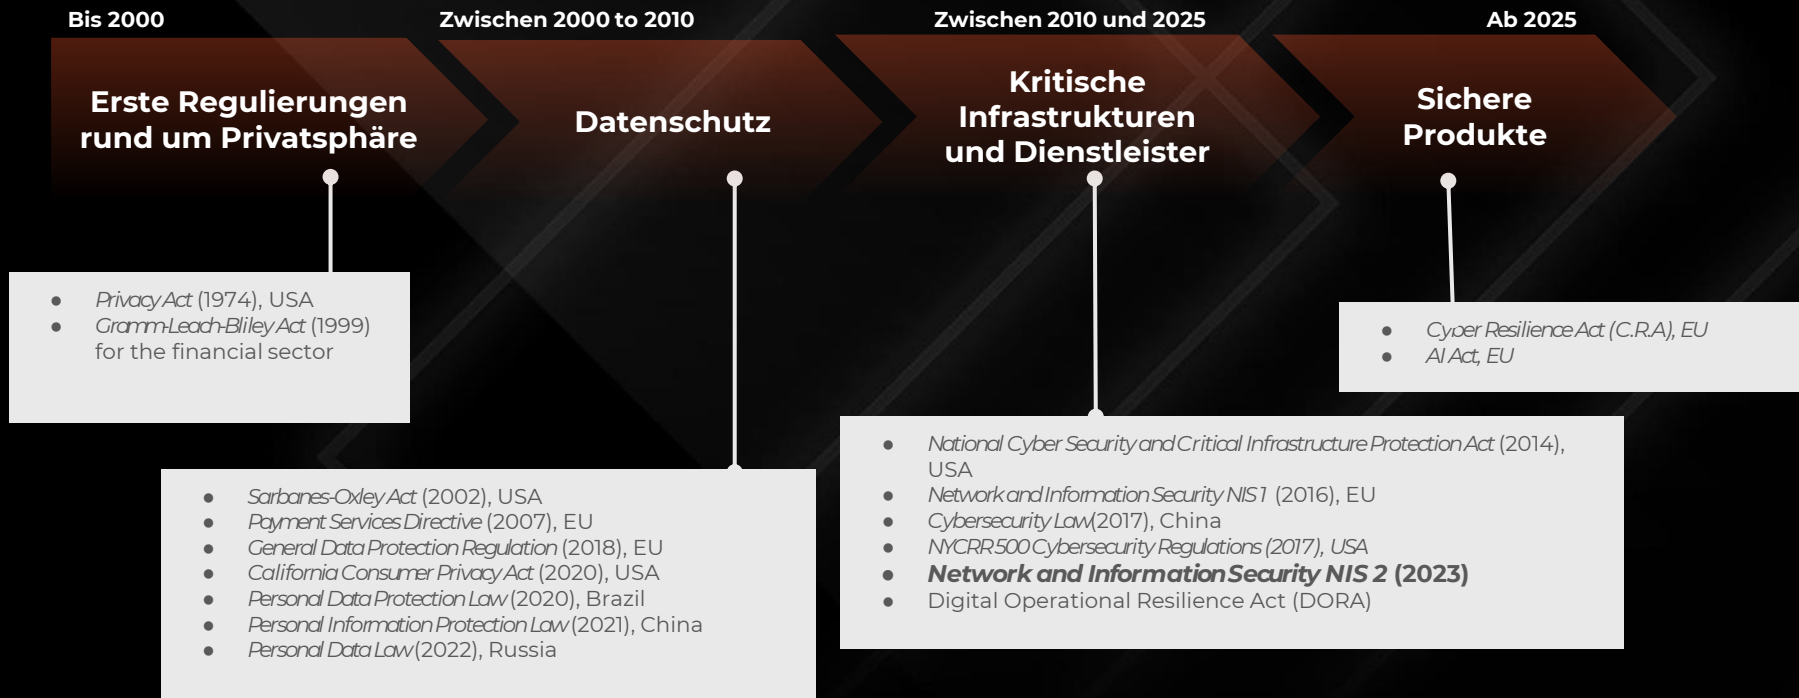 Bis 2000
Zwischen 2000 to 2010
Zwischen 2010 und 2025
Ab 2025
Erste Regulierungen
rund um Privatsphäre
Datenschutz
Kritische
Infrastrukturen
und Dienstleister
Sichere
Produkte
● Privacy Act (1974), USA
● Gramm-Leach-Bliley Act (1999)
for the financial sector
● Sarbanes-Oxley Act (2002), USA
● Payment Services Directive (2007), EU
● General Data Protection Regulation (2018), EU
● California Consumer Privacy Act (2020), USA
● Personal Data Protection Law (2020), Brazil
● Personal Information Protection Law (2021), China
● Personal Data Law (2022), Russia
● National Cyber Security and Critical Infrastructure Protection Act (2014),
USA
● Network and Information Security NIS 1 (2016), EU
● Cybersecurity Law(2017), China
● NYCRR 500 Cybersecurity Regulations (2017), USA
● Network and Information Security NIS 2 (2023)
● Digital Operational Resilience Act (DORA)
● Cyber Resilience Act (C.R.A), EU
● AI Act, EU